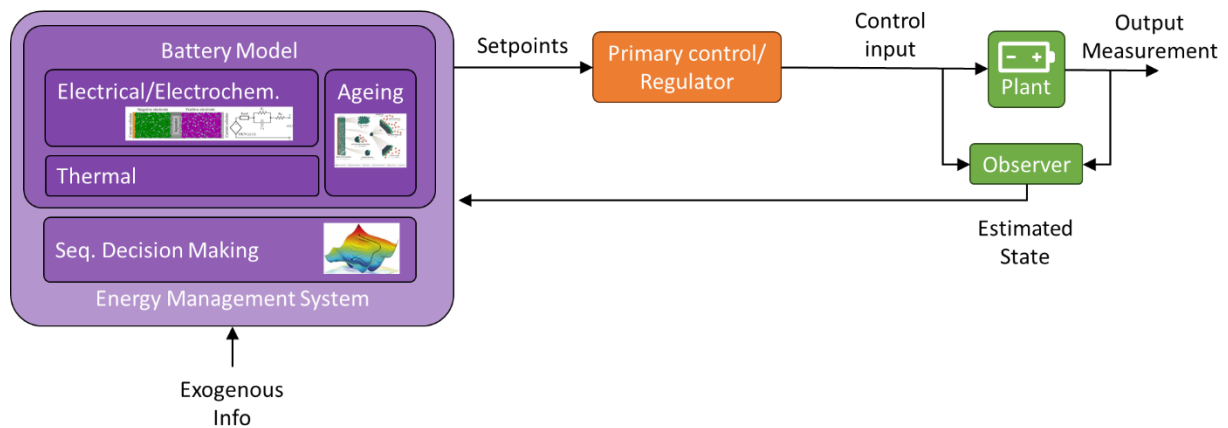 Battery Model
Electrical/Electrochem.
Ageing
Thermal
Seq. Decision Making
Energy Management System
Exogenous
Info
Setpoints
Primary control/
Regulator
Control
input
Plant
Output
Measurement
Observer
Estimated
State